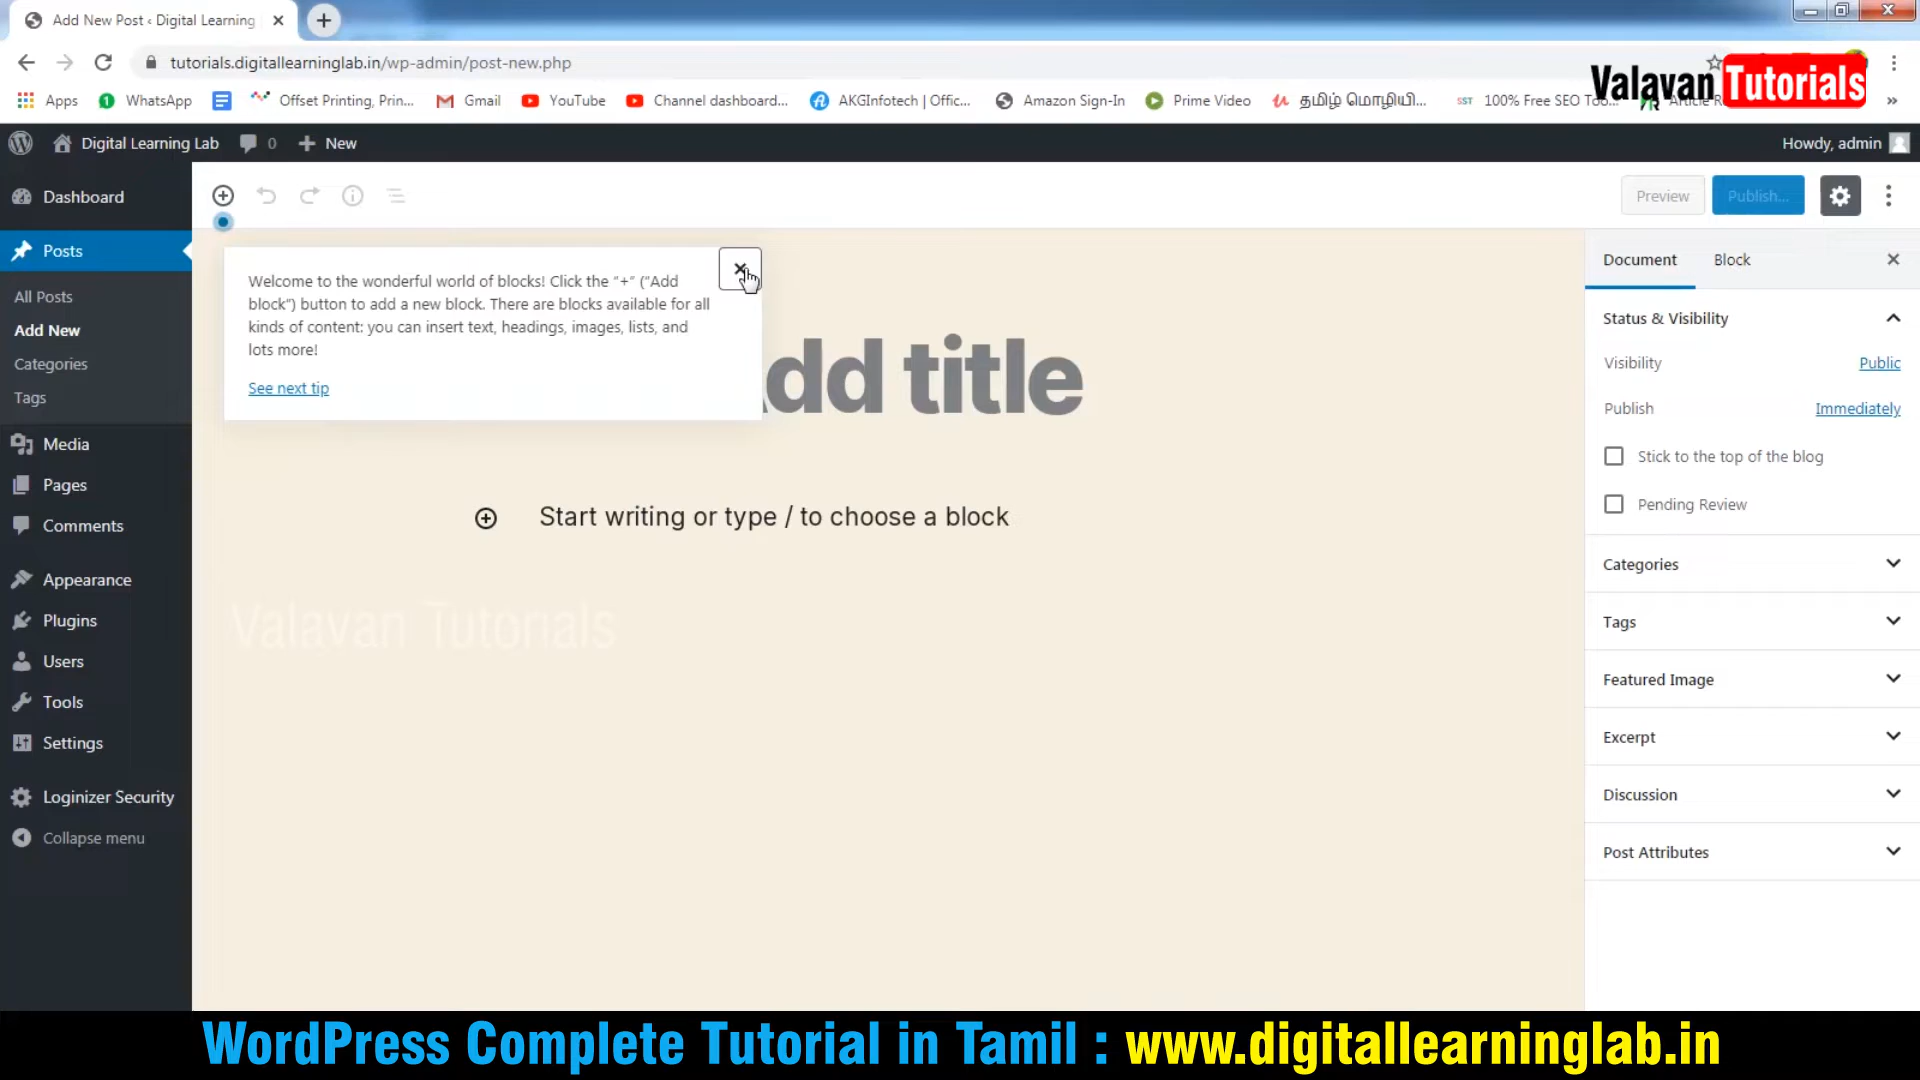 Add New Post ‹ Digital Learning
tutorials.digitallearninglab.in/wp-admin/post-new.php
Valavan Tutorials
Apps
WhatsApp
Offset Printing, Prin...
Gmail
YouTube
Channel dashboard...
AKGInfotech | Offic...
Amazon Sign-In
Prime Video
தமிழ் மொழியி...
SST 100% Free SEO Too...
Digital Learning Lab
0
New
Howdy, admin
Dashboard
Posts
All Posts
Add New
Categories
Tags
Media
Pages
Comments
Appearance
Plugins
Users
Tools
Settings
Loginizer Security
Collapse menu
Preview
Publish...
Welcome to the wonderful world of blocks! Click the “+” (“Add
block”) button to add a new block. There are blocks available for all
kinds of content: you can insert text, headings, images, lists, and
lots more!
See next tip
dd title
Start writing or type / to choose a block
Valavan Tutorials
Document
Block
Status & Visibility
Visibility
Public
Publish
Immediately
Stick to the top of the blog
Pending Review
Categories
Tags
Featured Image
Excerpt
Discussion
Post Attributes
WordPress Complete Tutorial in Tamil : www.digitallearninglab.in